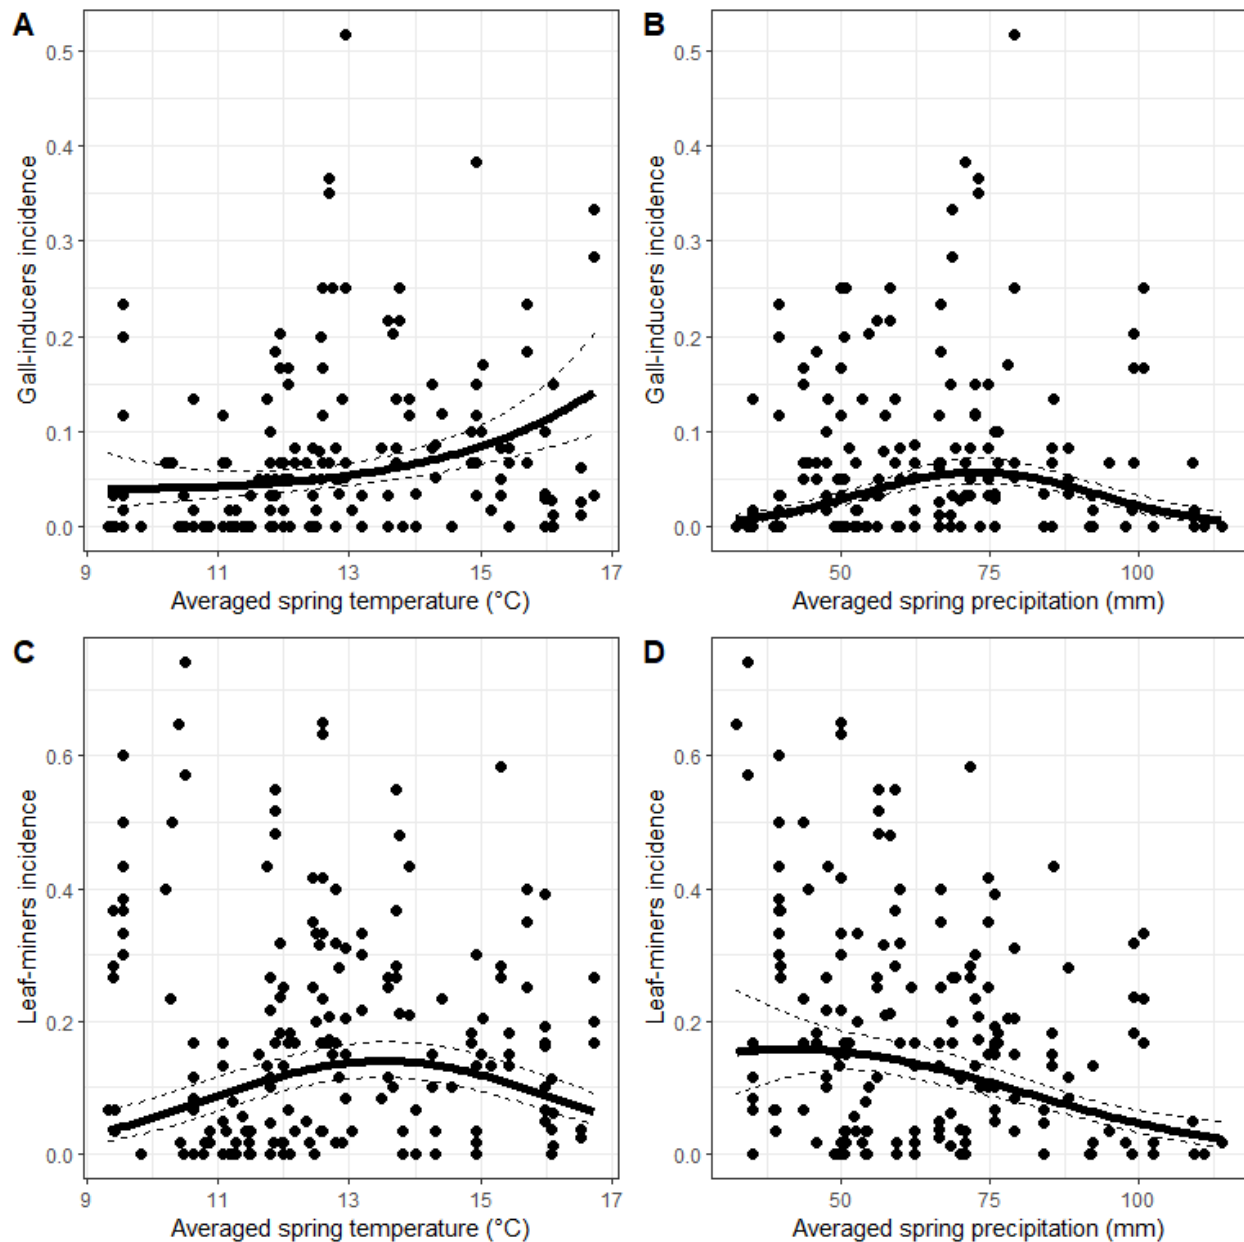 A
B
Gall-inducers incidence
0.5
0.4
0.3
0.2
0.1
0.0
9 11 13 15 17
Averaged spring temperature (°C)
Gall-inducers incidence
0.5
0.4
0.3
0.2
0.1
0.0
50 75 100
Averaged spring precipitation (mm)
C
D
Leaf-miners incidence
0.6
0.4
0.2
0.0
9 11 13 15 17
Averaged spring temperature (°C)
Leaf-miners incidence
0.6
0.4
0.2
0.0
50 75 100
Averaged spring precipitation (mm)